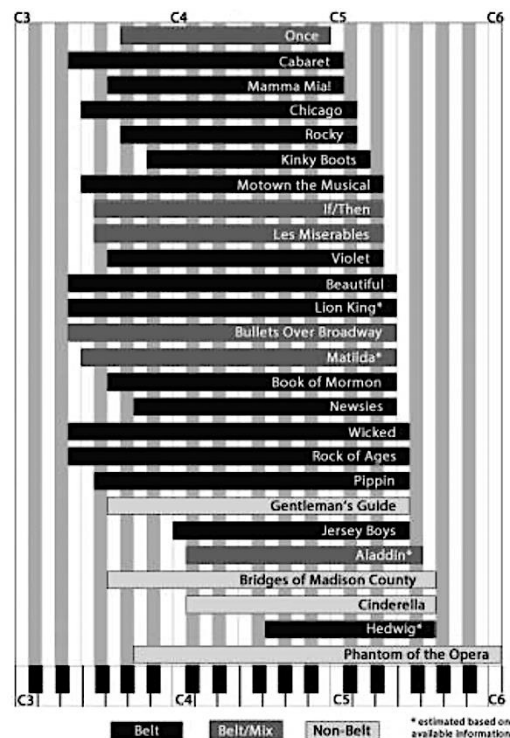 C3 C4 C5 C6
Once
Cabaret
Mamma Mia!
Chicago
Rocky
Kinky Boots
Motown the Musical
If/Then
Les Miserables
Violet
Beautiful
Lion King*
Bullets Over Broadway
Matilda*
Book of Mormon
Newsies
Wicked
Rock of Ages
Pippin
Gentleman's Guide
Jersey Boys
Aladdin*
Bridges of Madison County
Cinderella
Hedwig*
Phantom of the Opera
C3 C4 C5 C6
Belt Belt/Mix Non-Belt
* estimated based on
available information